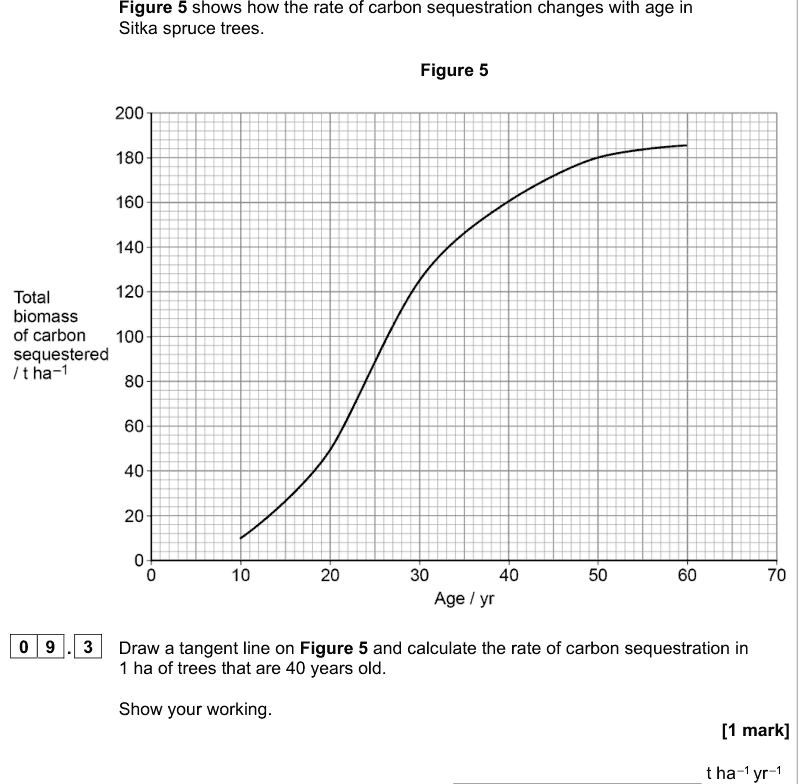 Figure 5 shows how the rate of carbon sequestration changes with age in
Sitka spruce trees.
Figure 5
200
180
160
140
120
100
80
60
40
20
0
Total
biomass
of carbon
sequestered
/ t ha⁻¹
0 10 20 30 40 50 60 70
Age / yr
0 9 . 3 Draw a tangent line on Figure 5 and calculate the rate of carbon sequestration in
1 ha of trees that are 40 years old.
Show your working.
[1 mark]
t ha⁻¹ yr⁻¹